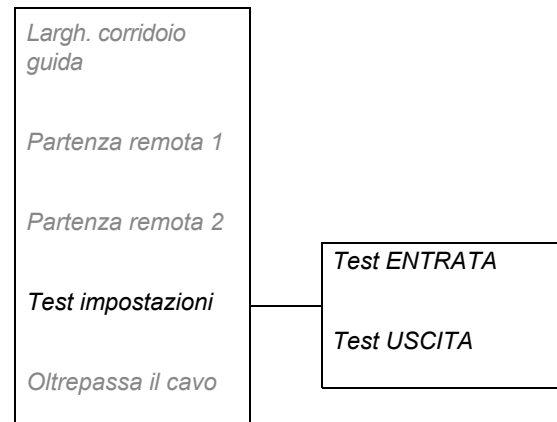 Largh. corridoio
guida
Partenza remota 1
Partenza remota 2
Test impostazioni
Oltrepassa il cavo
Test ENTRATA
Test USCITA